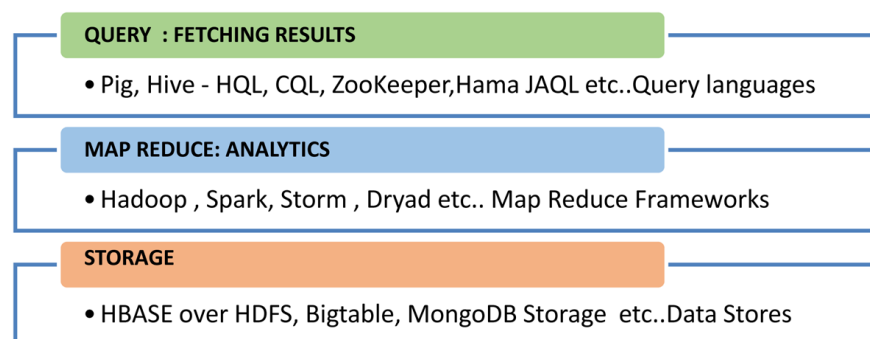 QUERY : FETCHING RESULTS
• Pig, Hive - HQL, CQL, ZooKeeper,Hama JAQL etc..Query languages
MAP REDUCE: ANALYTICS
• Hadoop , Spark, Storm , Dryad etc.. Map Reduce Frameworks
STORAGE
• HBASE over HDFS, Bigtable, MongoDB Storage etc..Data Stores